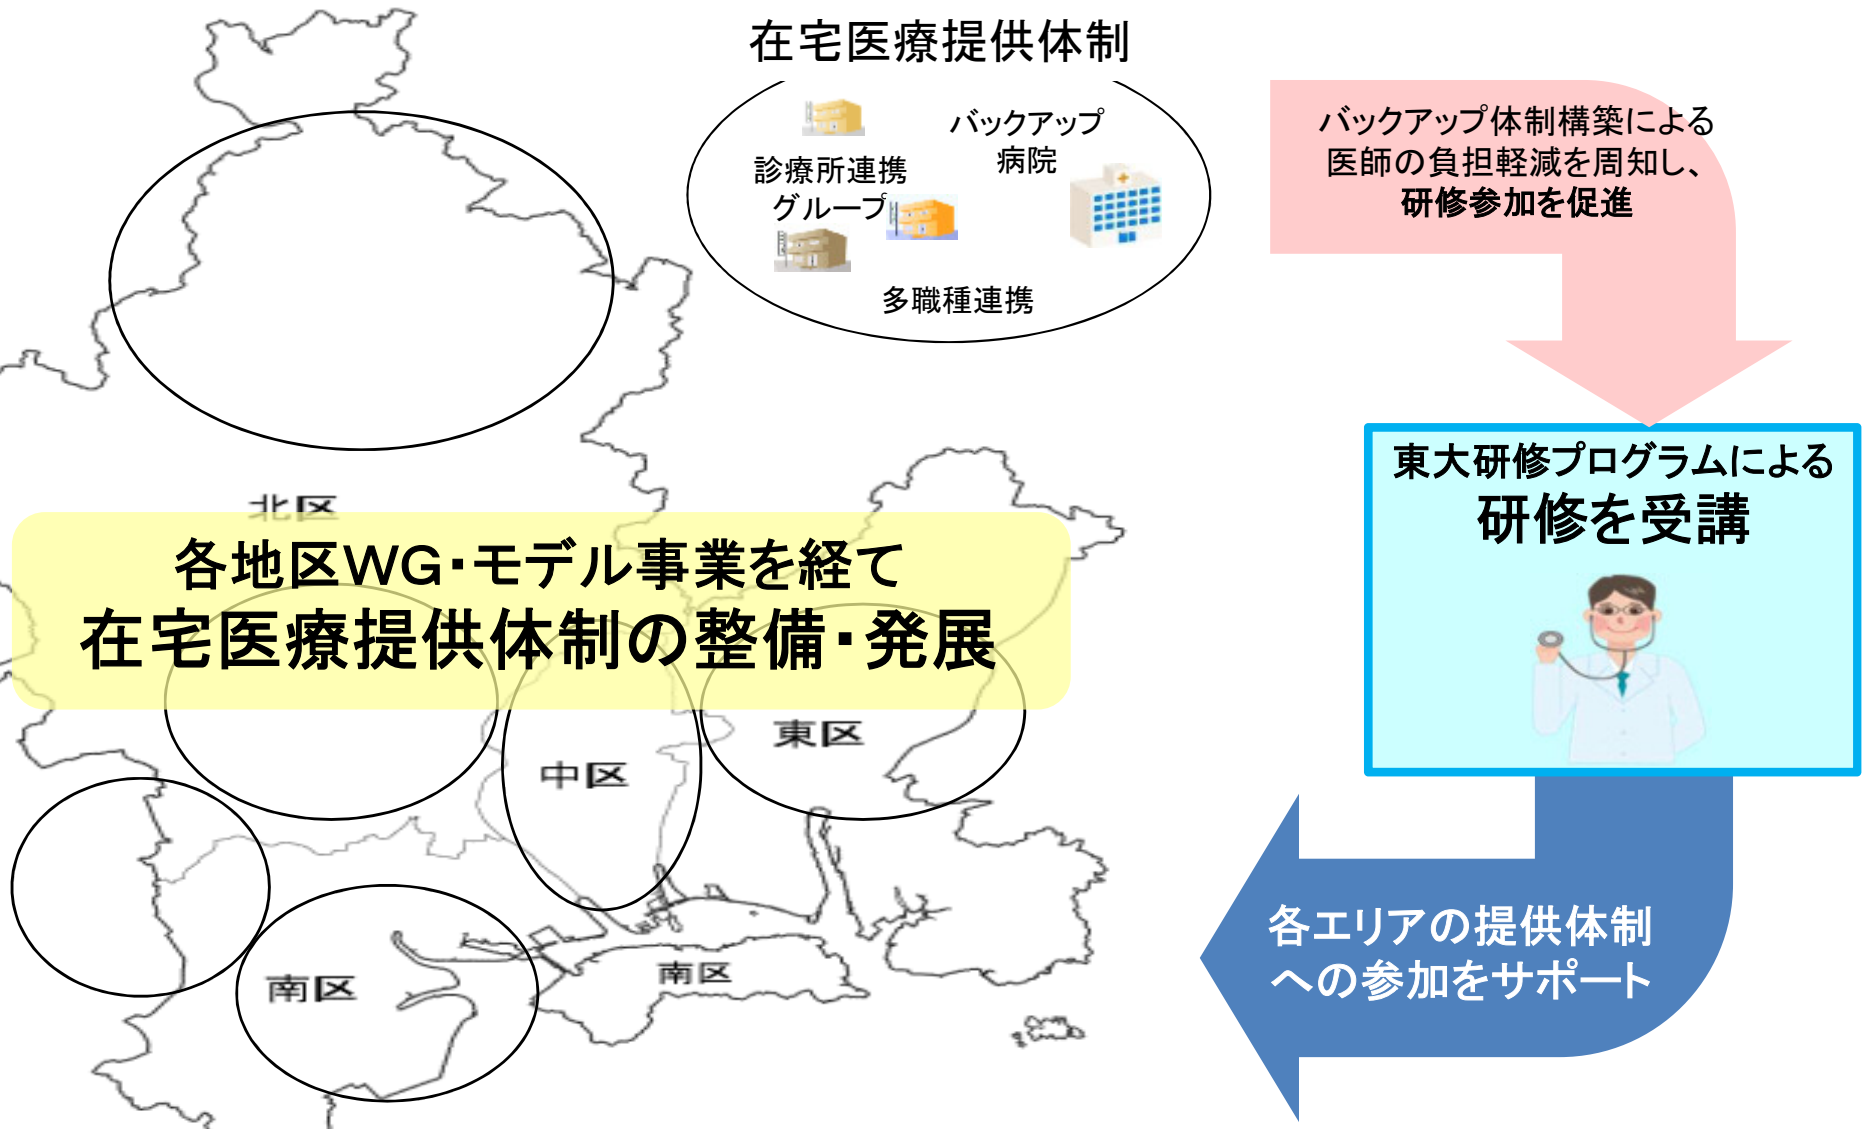 在宅医療提供体制
バックアップ
病院
診療所連携
グループ
多職種連携
バックアップ体制構築による
医師の負担軽減を周知し、
研修参加を促進
東大研修プログラムによる
研修を受講
北区
各地区WG・モデル事業を経て
在宅医療提供体制の整備・発展
東区
中区
南区
南区
各エリアの提供体制
への参加をサポート